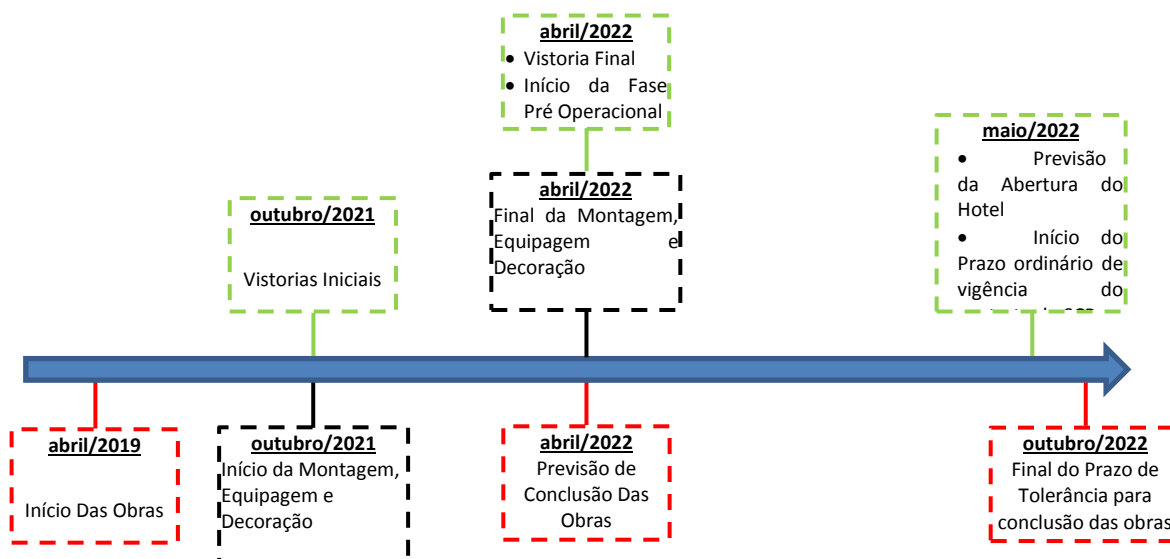 abril/2022
• Vistoria Final
• Início da Fase
Pré Operacional
maio/2022
• Previsão
da Abertura do
Hotel
• Início do
Prazo ordinário de
vigência do
abril/2022
Final da Montagem,
Equipagem e
Decoração
outubro/2021
Vistorias Iniciais
abril/2019
Início Das Obras
outubro/2021
Início da Montagem,
Equipagem e
Decoração
abril/2022
Previsão de
Conclusão Das
Obras
outubro/2022
Final do Prazo de
Tolerância para
conclusão das obras